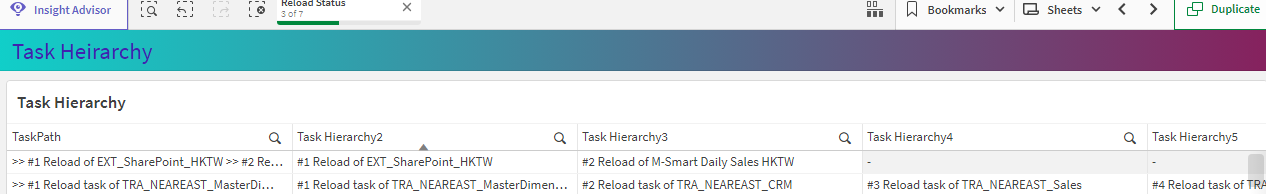 Insight Advisor
Reload Status
3 of 7
Bookmarks
Sheets
Duplicate
Task Heirarchy
Task Hierarchy
TaskPath Task Hierarchy2 Task Hierarchy3 Task Hierarchy4 Task Hierarchy5
>> #1 Reload of EXT_SharePoint_HKTW >> #2 Re... #1 Reload of EXT_SharePoint_HKTW #2 Reload of M-Smart Daily Sales HKTW - -
>> #1 Reload task of TRA_NEAREAST_MasterDi... #1 Reload task of TRA_NEAREAST_MasterDimen... #2 Reload task of TRA_NEAREAST_CRM #3 Reload task of TRA_NEAREAST_Sales #4 Reload task of TRA